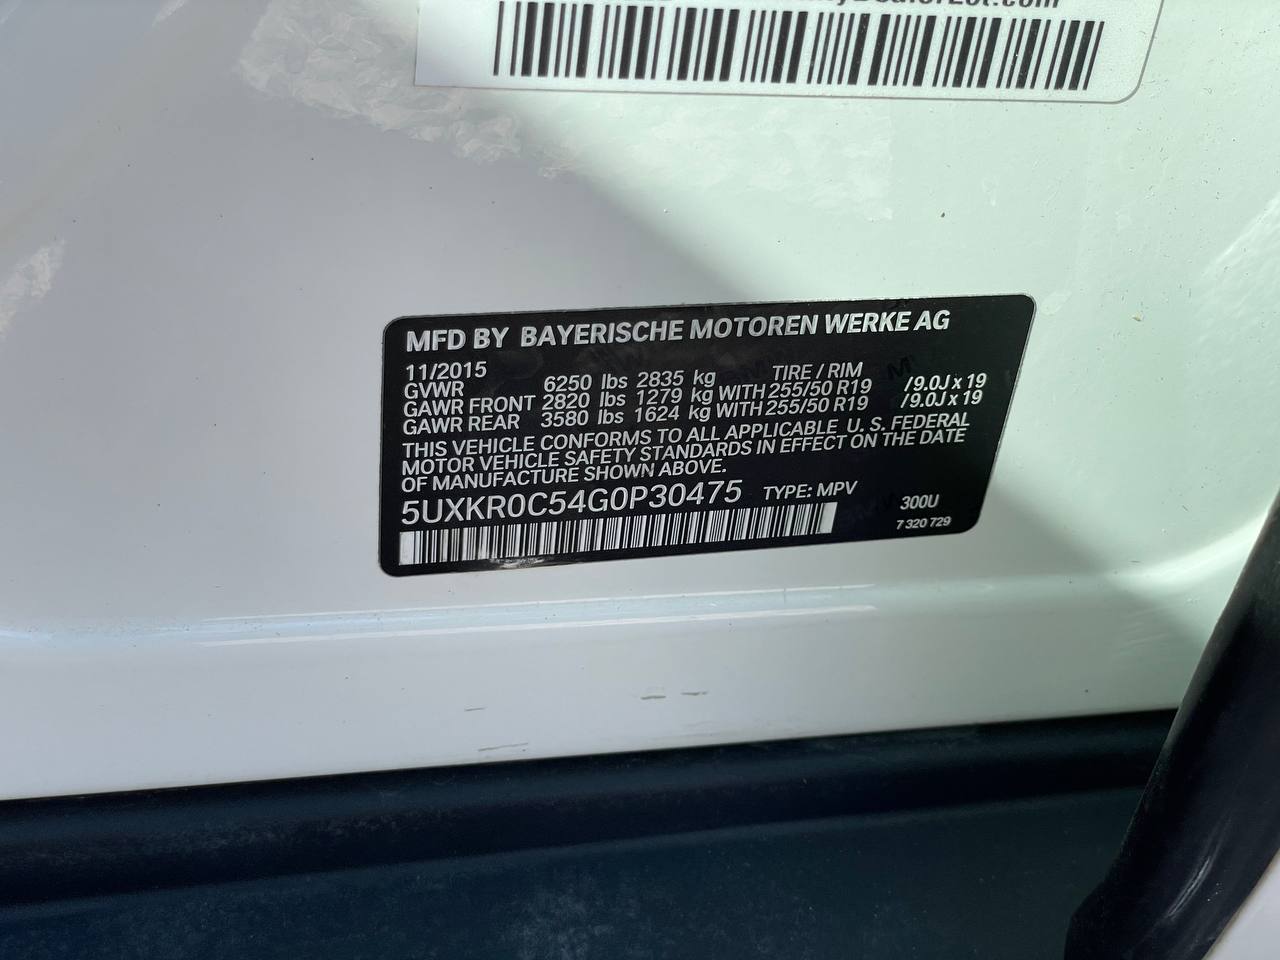 MFD BY BAYERISCHE MOTOREN WERKE AG
11/2015 TIRE / RIM
GVWR 6250 lbs 2835 kg
GAWR FRONT 2820 lbs 1279 kg WITH 255/50 R19 /9.0J x 19
GAWR REAR 3580 lbs 1624 kg WITH 255/50 R19 /9.0J x 19
THIS VEHICLE CONFORMS TO ALL APPLICABLE U. S. FEDERAL
MOTOR VEHICLE SAFETY STANDARDS IN EFFECT ON THE DATE
OF MANUFACTURE SHOWN ABOVE.
5UXKR0C54G0P30475 TYPE: MPV 300U
7 320 729